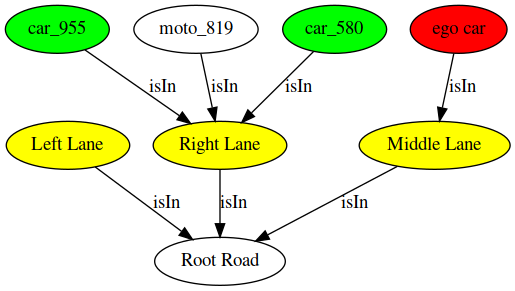 car_955
moto_819
car_580
ego car
isIn
isIn
isIn
isIn
Left Lane
Right Lane
Middle Lane
isIn
isIn
isIn
Root Road